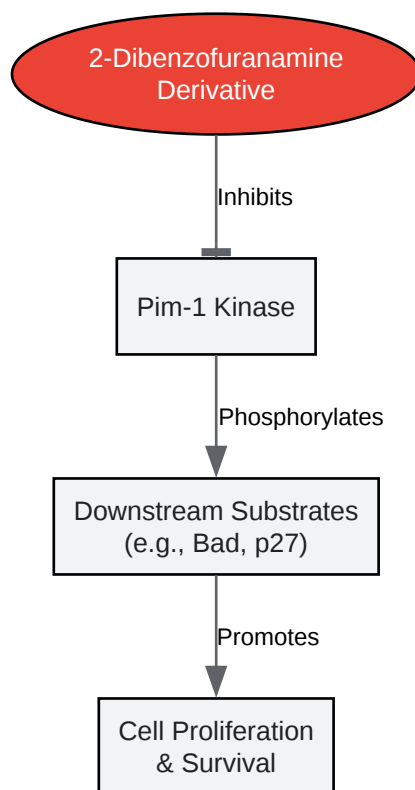 2-Dibenzofuranamine
Derivative
Inhibits
Pim-1 Kinase
Phosphorylates
Downstream Substrates
(e.g., Bad, p27)
Promotes
Cell Proliferation
& Survival